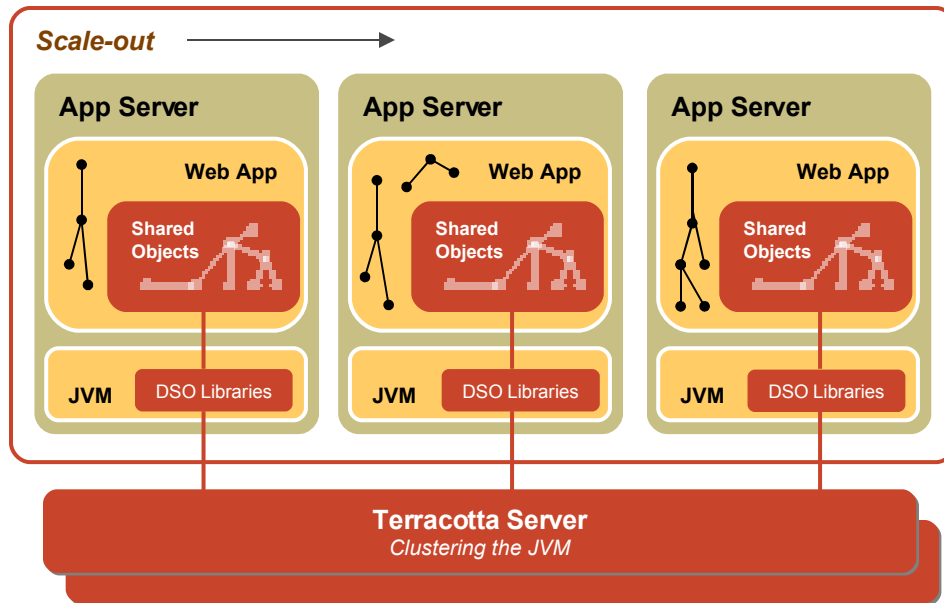 Scale-out
App Server
Web App
Shared
Objects
JVM
DSO Libraries
App Server
Web App
Shared
Objects
JVM
DSO Libraries
App Server
Web App
Shared
Objects
JVM
DSO Libraries
Terracotta Server
Clustering the JVM